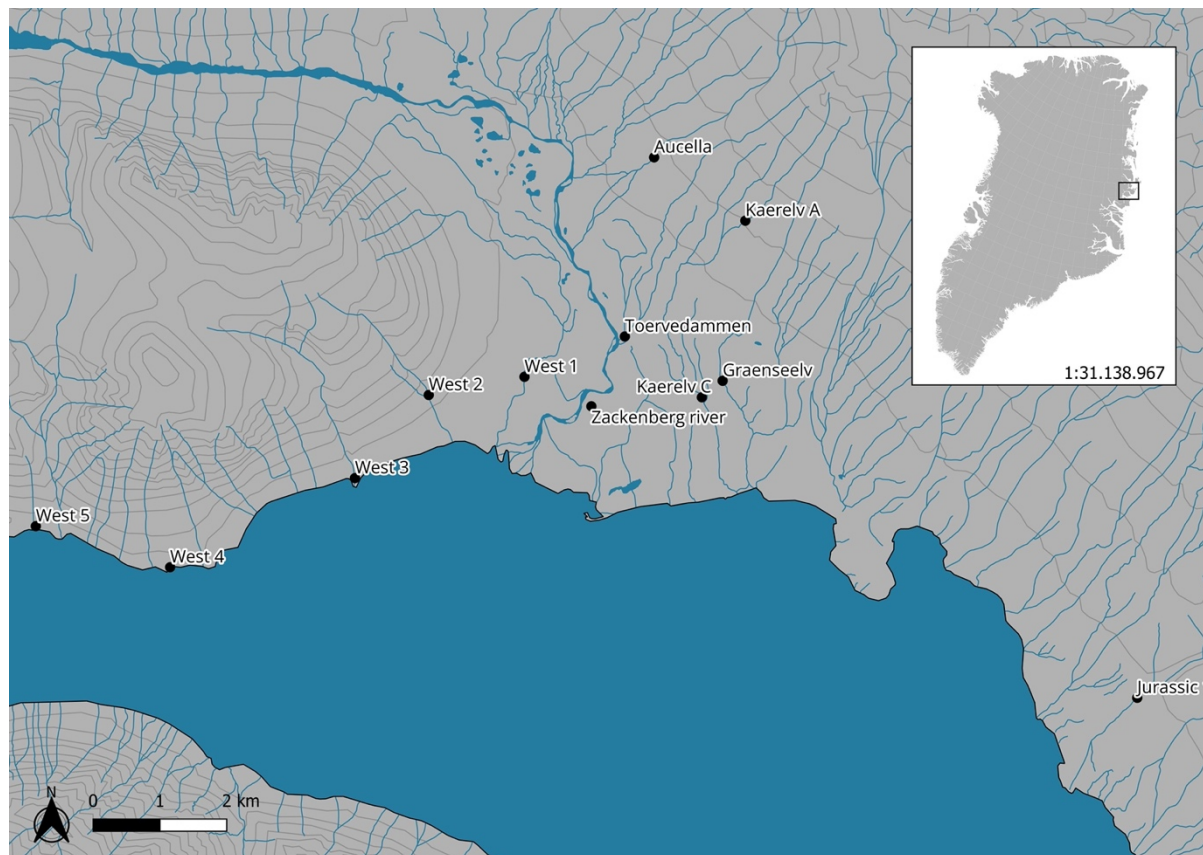 Aucella
Kaerelv A
1:31.138.967
Toervedammen
West 1
Graenseelv
West 2
Kaerelv C
Zackenberg river
West 3
West 5
West 4
Jurassic
N
0 1 2 km